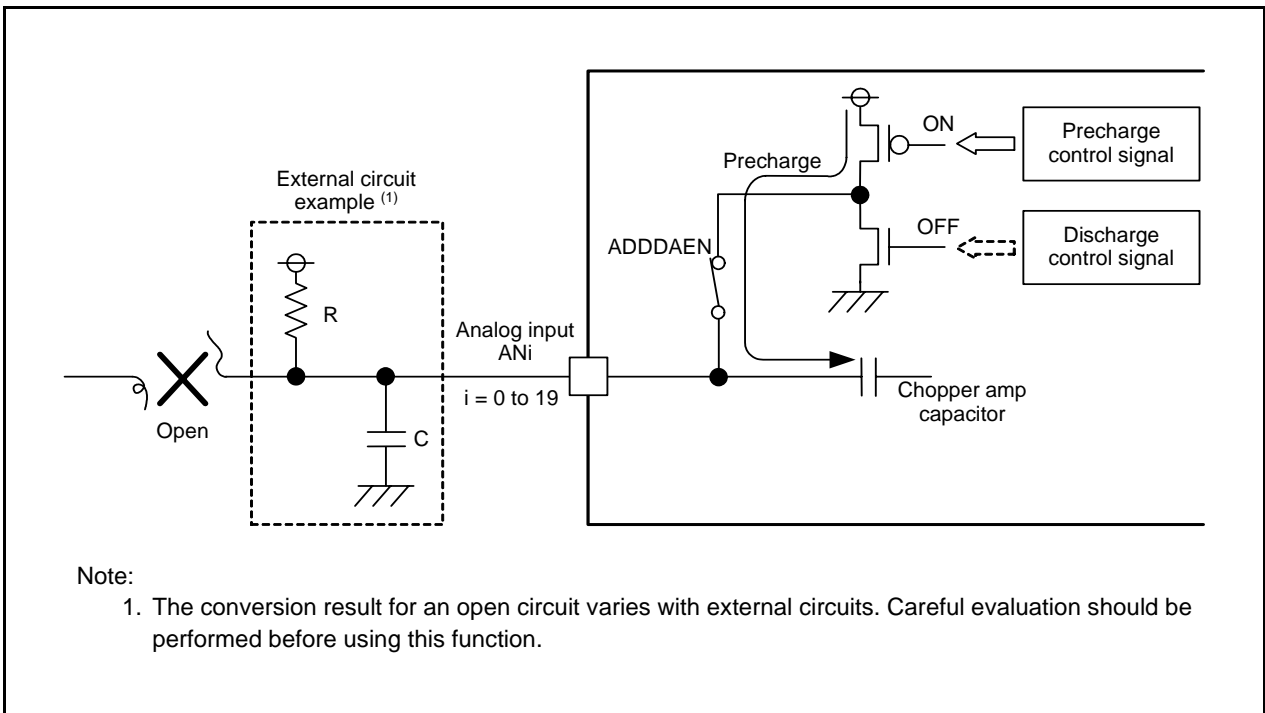 ON
Precharge
control signal
Precharge
External circuit
example (1)
OFF
Discharge
control signal
ADDDAEN
R
Analog input
ANi
i = 0 to 19
Chopper amp
capacitor
Open
C
Note:
1. The conversion result for an open circuit varies with external circuits. Careful evaluation should be
performed before using this function.